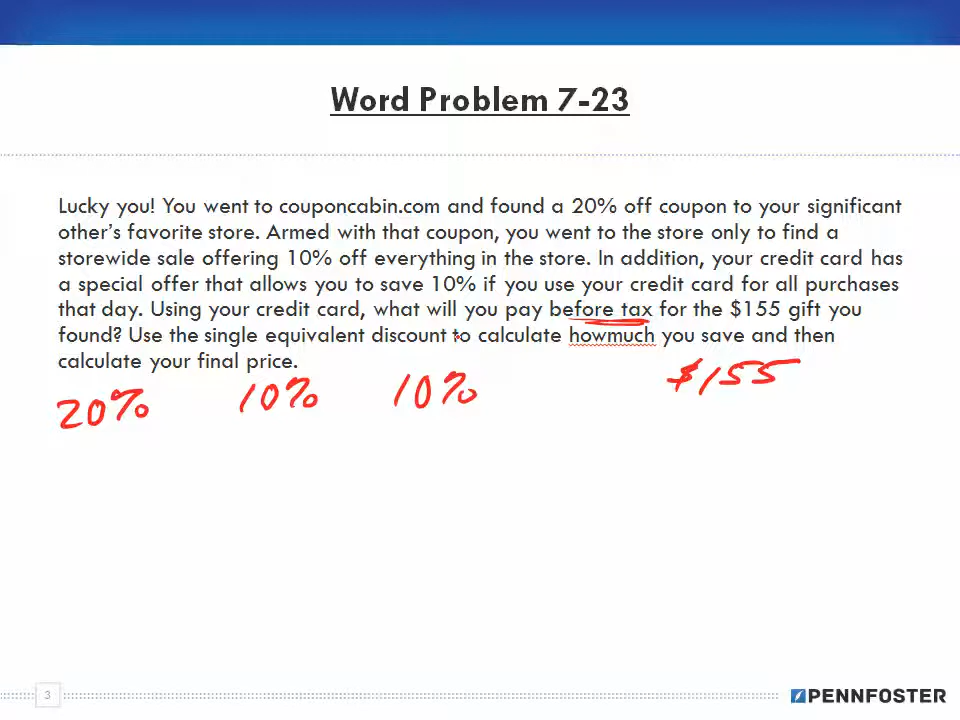 Word Problem 7-23
Lucky you! You went to couponcabin.com and found a 20% off coupon to your significant
other's favorite store. Armed with that coupon, you went to the store only to find a
storewide sale offering 10% off everything in the store. In addition, your credit card has
a special offer that allows you to save 10% if you use your credit card for all purchases
that day. Using your credit card, what will you pay before tax for the $155 gift you
found? Use the single equivalent discount to calculate howmuch you save and then
calculate your final price.
20% 10% 10% $155
3
PENNFOSTER